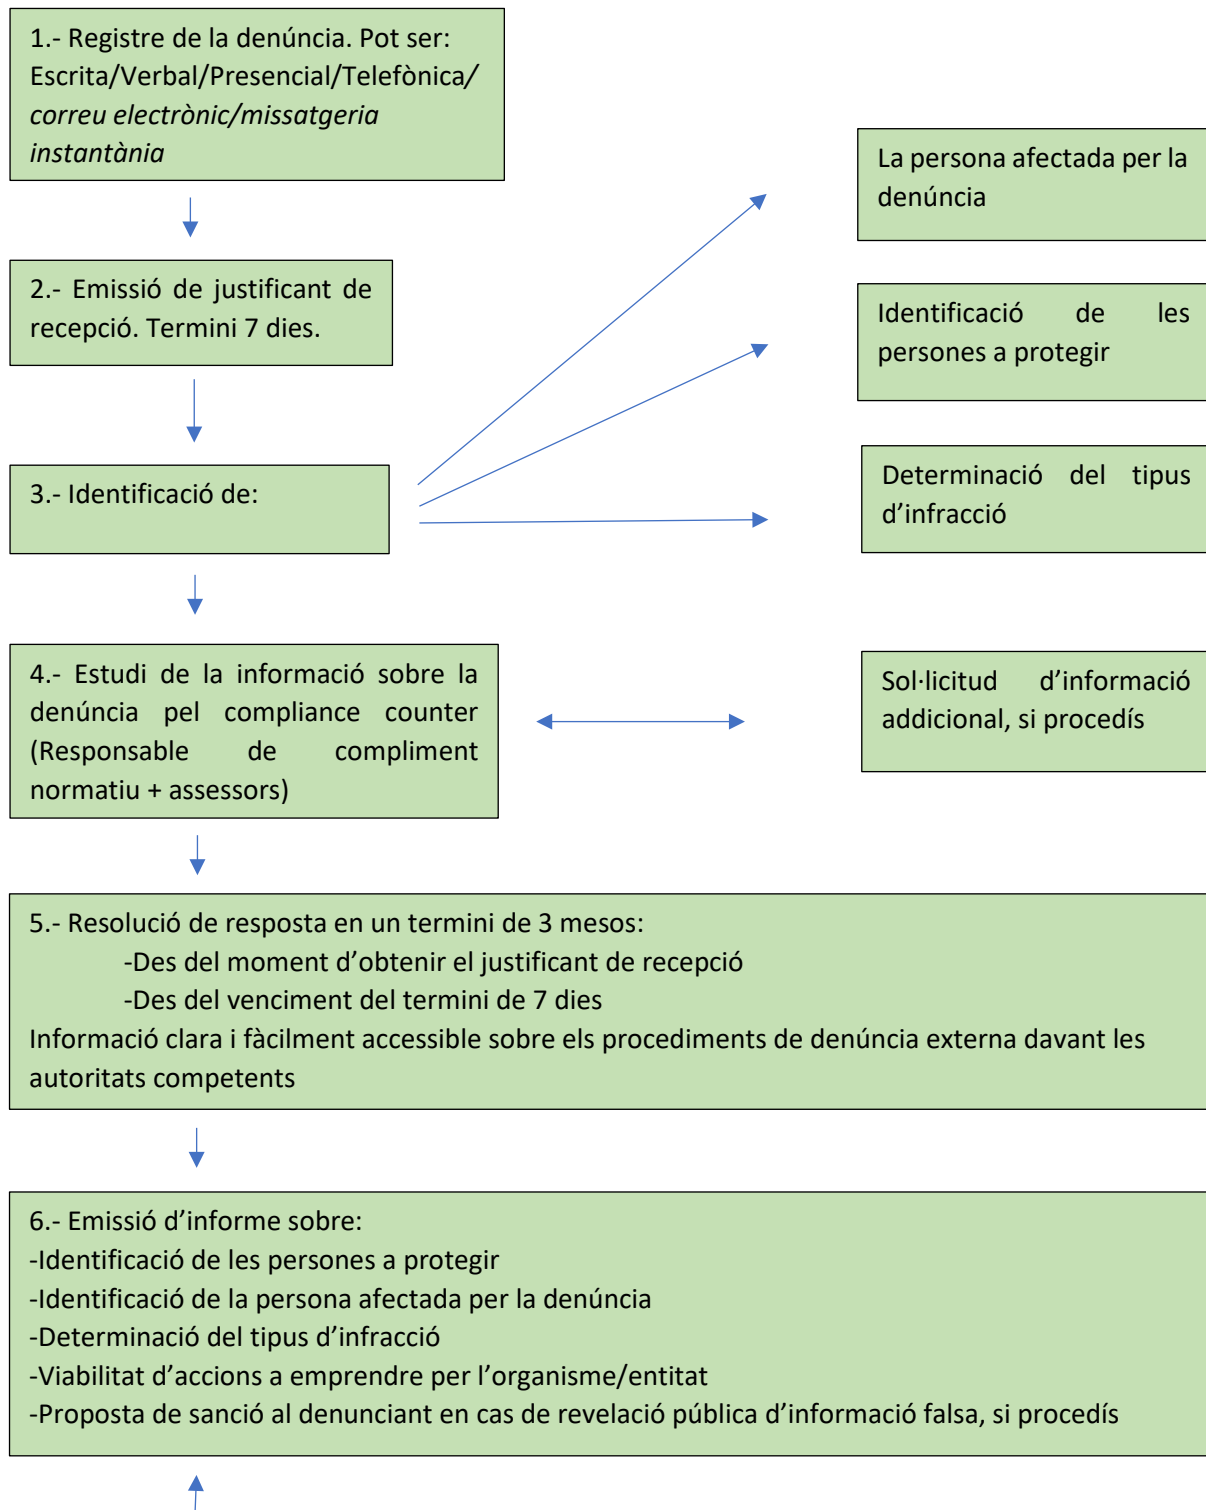 1.- Registre de la denúncia. Pot ser:
Escrita/Verbal/Presencial/Telefònica/
correu electrònic/missatgeria
instantània
2.- Emissió de justificant de
recepció. Termini 7 dies.
3.- Identificació de:
La persona afectada per la
denúncia
Identificació de les
persones a protegir
Determinació del tipus
d’infracció
4.- Estudi de la informació sobre la
denúncia pel compliance counter
(Responsable de compliment
normatiu + assessors)
Sol·licitud d’informació
addicional, si procedís
5.- Resolució de resposta en un termini de 3 mesos:
-Des del moment d’obtenir el justificant de recepció
-Des del venciment del termini de 7 dies
Informació clara i fàcilment accessible sobre els procediments de denúncia externa davant les
autoritats competents
6.- Emissió d’informe sobre:
-Identificació de les persones a protegir
-Identificació de la persona afectada per la denúncia
-Determinació del tipus d’infracció
-Viabilitat d’accions a emprendre per l’organisme/entitat
-Proposta de sanció al denunciant en cas de revelació pública d’informació falsa, si procedís